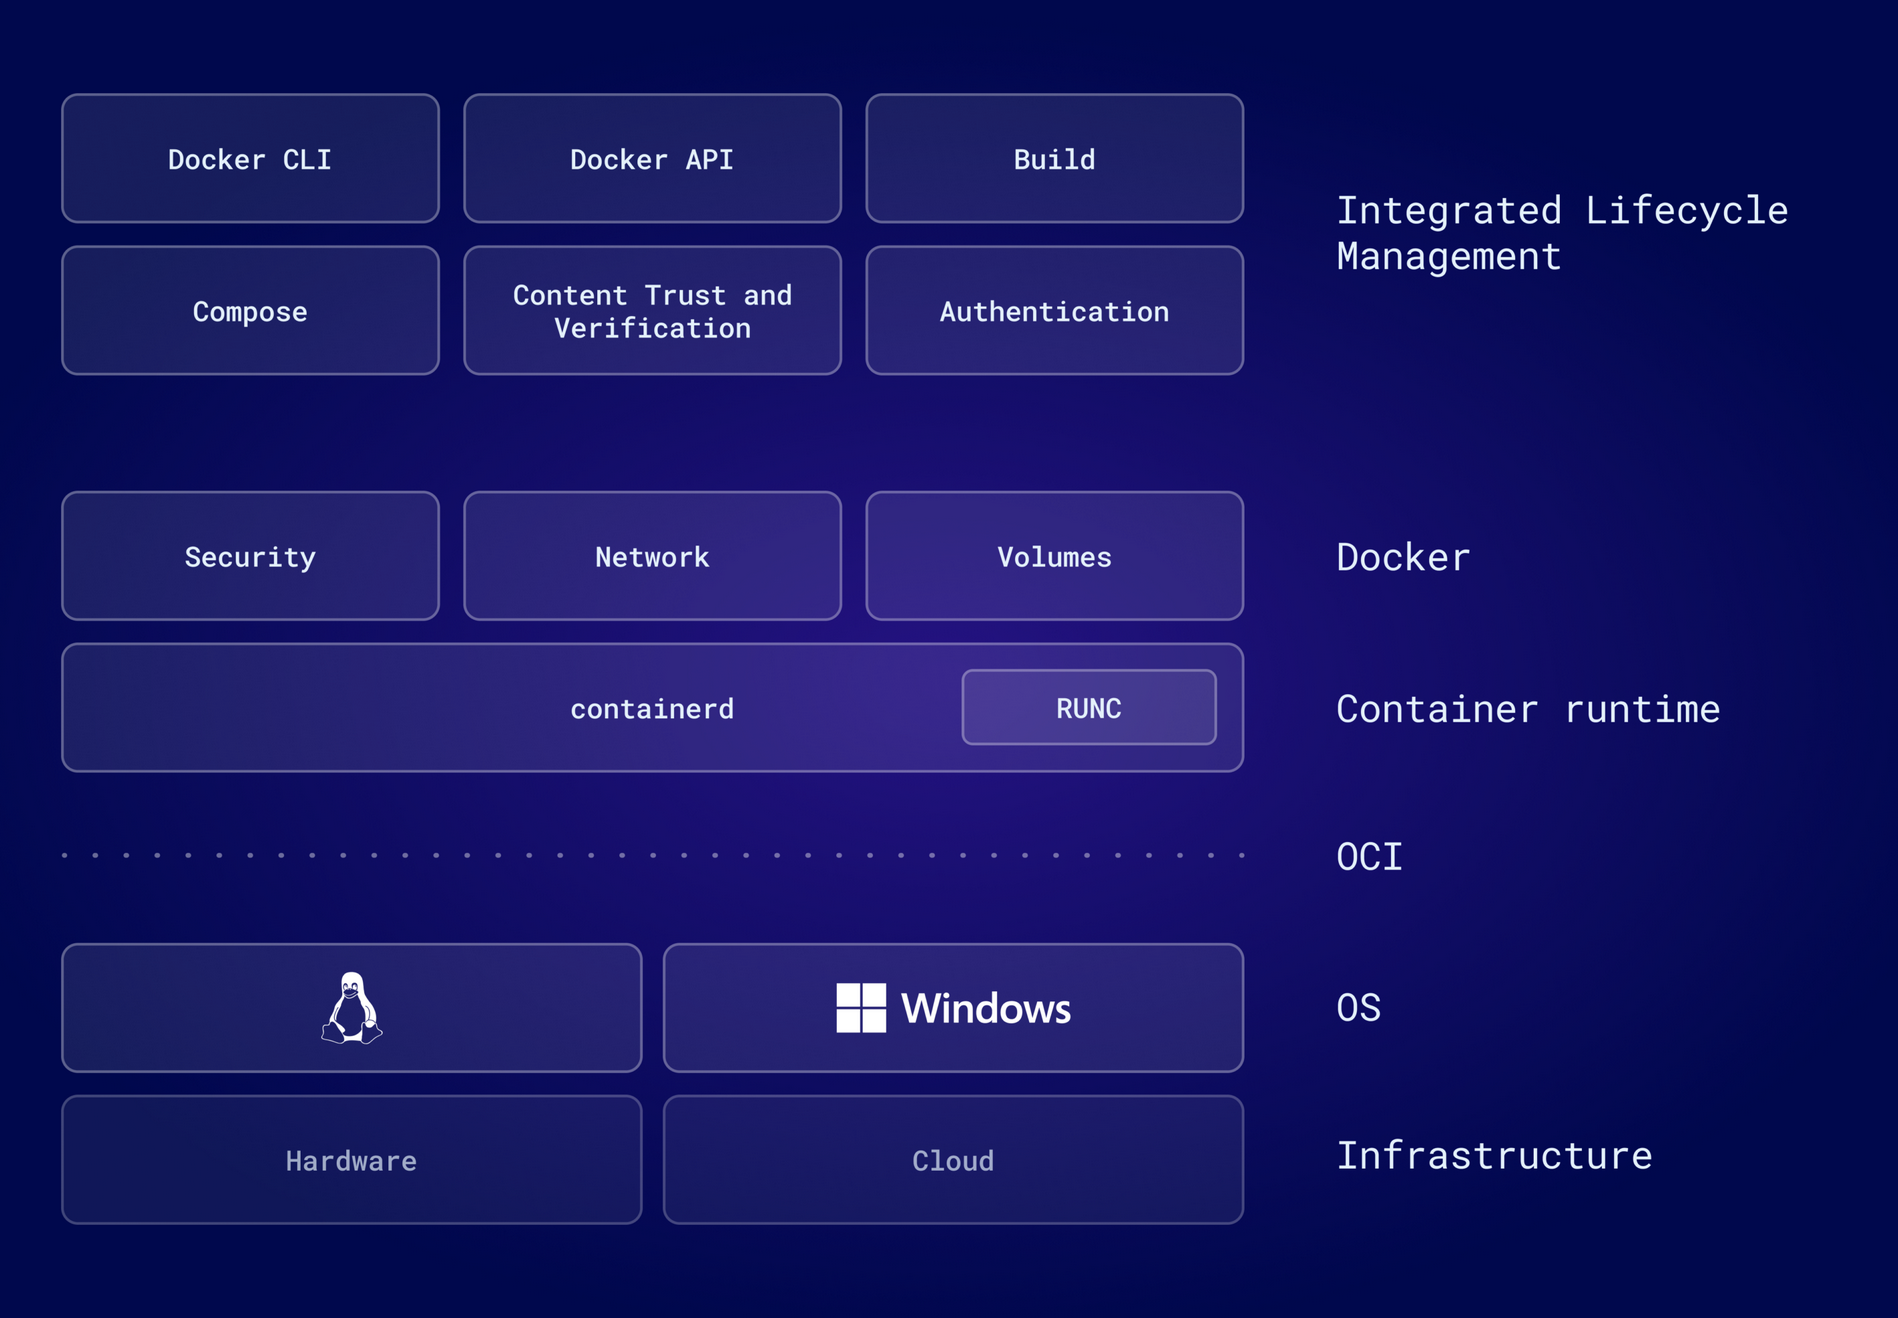 Docker CLI
Docker API
Build
Integrated Lifecycle
Management
Compose
Content Trust and
Verification
Authentication
Security
Network
Volumes
Docker
containerd
RUNC
Container runtime
OCI
Windows
OS
Hardware
Cloud
Infrastructure